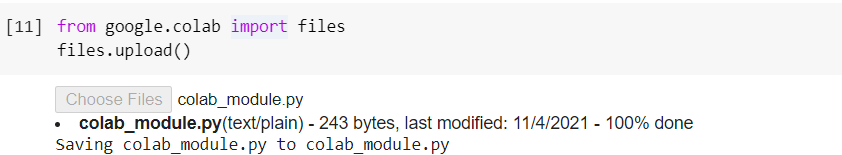 [11] from google.colab import files
files.upload()
Choose Files colab_module.py
• colab_module.py(text/plain) - 243 bytes, last modified: 11/4/2021 - 100% done
Saving colab_module.py to colab_module.py